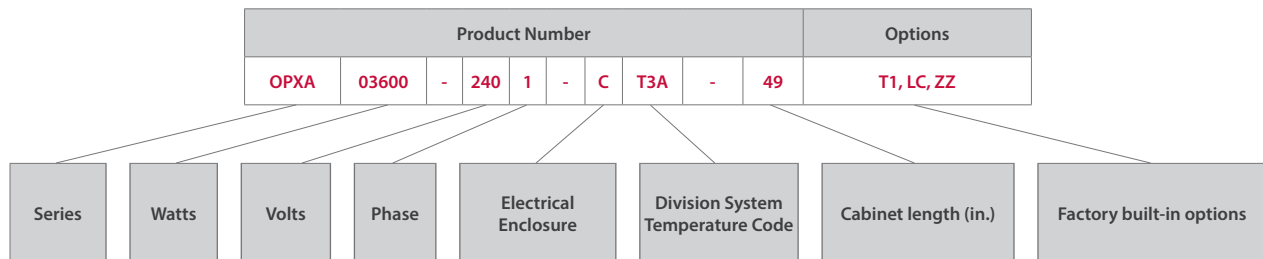 Product Number Options
OPXA 03600 - 240 1 - C T3A - 49 T1, LC, ZZ
Series Watts Volts Phase Electrical Enclosure Division System Temperature Code Cabinet length (in.) Factory built-in options